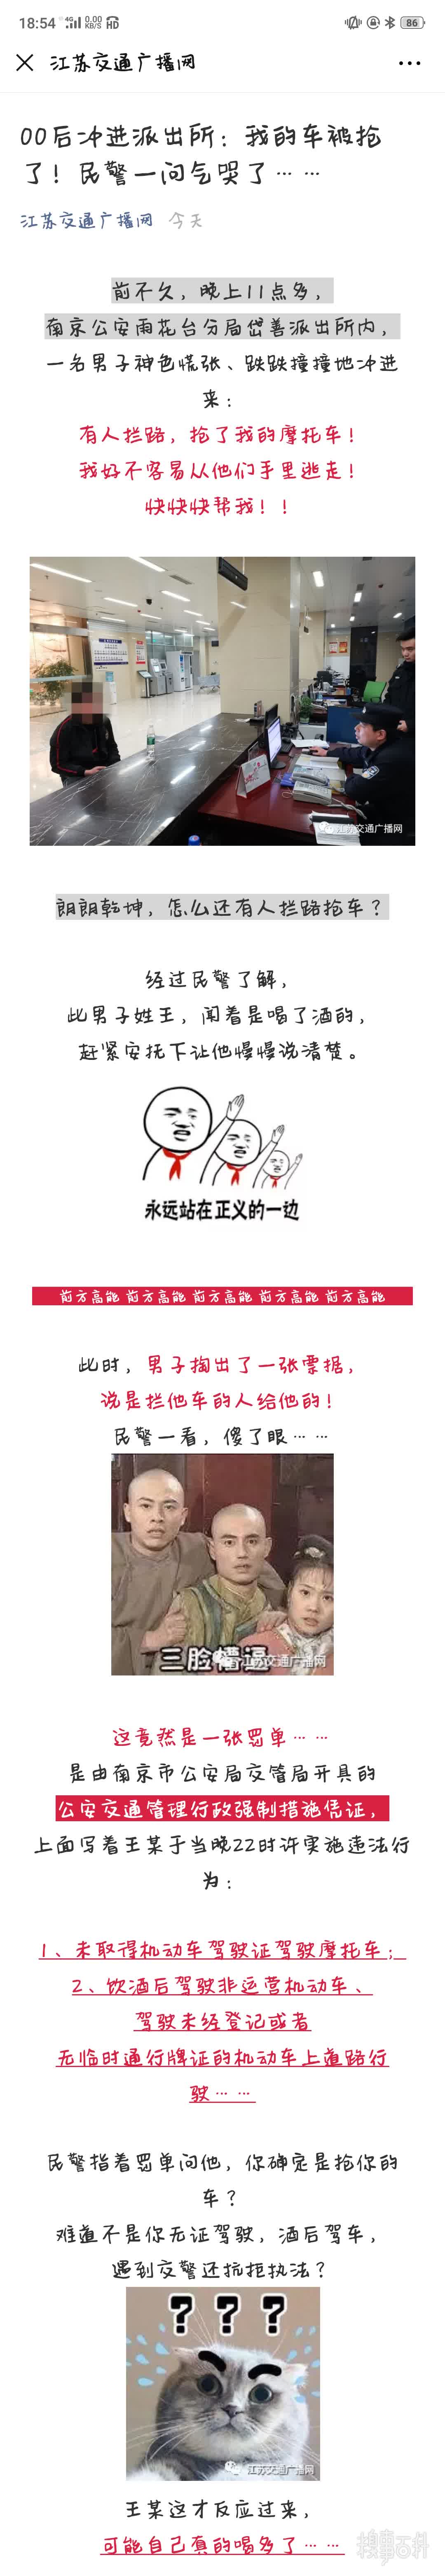 18:54 4G 0.00 KB/S HD 86
江苏交通广播网
00后冲进派出所：我的车被抢
了！民警一问气哭了……
江苏交通广播网 今天
前不久，晚上11点多，
南京公安雨花台分局岱善派出所内，
一名男子神色慌张、跌跌撞撞地冲进
来：
有人拦路，抢了我的摩托车！
我好不容易从他们手里逃走！
快快快帮我！！
江苏交通广播网
朗朗乾坤，怎么还有人拦路抢车？
经过民警了解，
此男子姓王，闻着是喝了酒的，
赶紧安抚下让他慢慢说清楚。
永远站在正义的一边
前方高能 前方高能 前方高能 前方高能 前方高能
此时，男子掏出了一张票据，
说是拦他车的人给他的！
民警一看，傻了眼……
三脸懵逼
江苏交通广播网
这竟然是一张罚单……
是由南京市公安局交管局开具的
公安交通管理行政强制措施凭证，
上面写着王某于当晚22时许实施违法行
为：
1、未取得机动车驾驶证驾驶摩托车；
2、饮酒后驾驶非运营机动车、
驾驶未经登记或者
无临时通行牌证的机动车上道路行
驶……
民警指着罚单问他，你确定是抢你的
车？
难道不是你无证驾驶，酒后驾车，
遇到交警还抗拒执法？
???
江苏交通广播网
王某这才反应过来，
可能自己真的喝多了……